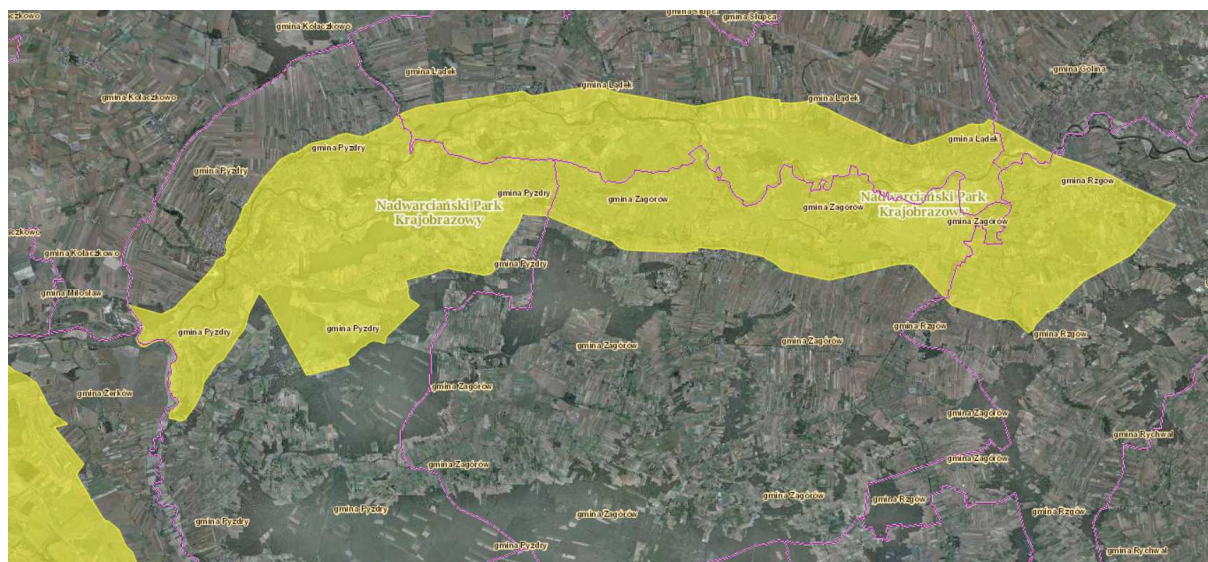 gmina Słupca
gmina Słupca
gmina Kołaczkowo
gmina Lądek
gmina Golina
gmina Kołaczkowo
gmina Lądek
gmina Lądek
gmina Lądek
gmina Pyzdry
gmina Pyzdry
gmina Rzgów
gmina Pyzdry
Nadwarciański Park
Krajobrazowy
gmina Zagórów
Nadwarciański Park
Krajobrazowy
gmina Zagórów
gmina Zagórów
gmina Kołaczkowo
gmina Pyzdry
gmina Miłosław
gmina Pyzdry
gmina Pyzdry
gmina Rzgów
gmina Rzgów
gmina Zagórów
gmina Zagórów
gmina Żerków
gmina Zagórów
gmina Zagórów
gmina Rychwał
gmina Zagórów
gmina Zagórów
gmina Zagórów
gmina Rzgów
gmina Pyzdry
gmina Pyzdry
gmina Zagórów
gmina Rzgów
gmina Pyzdry
gmina Rychwał